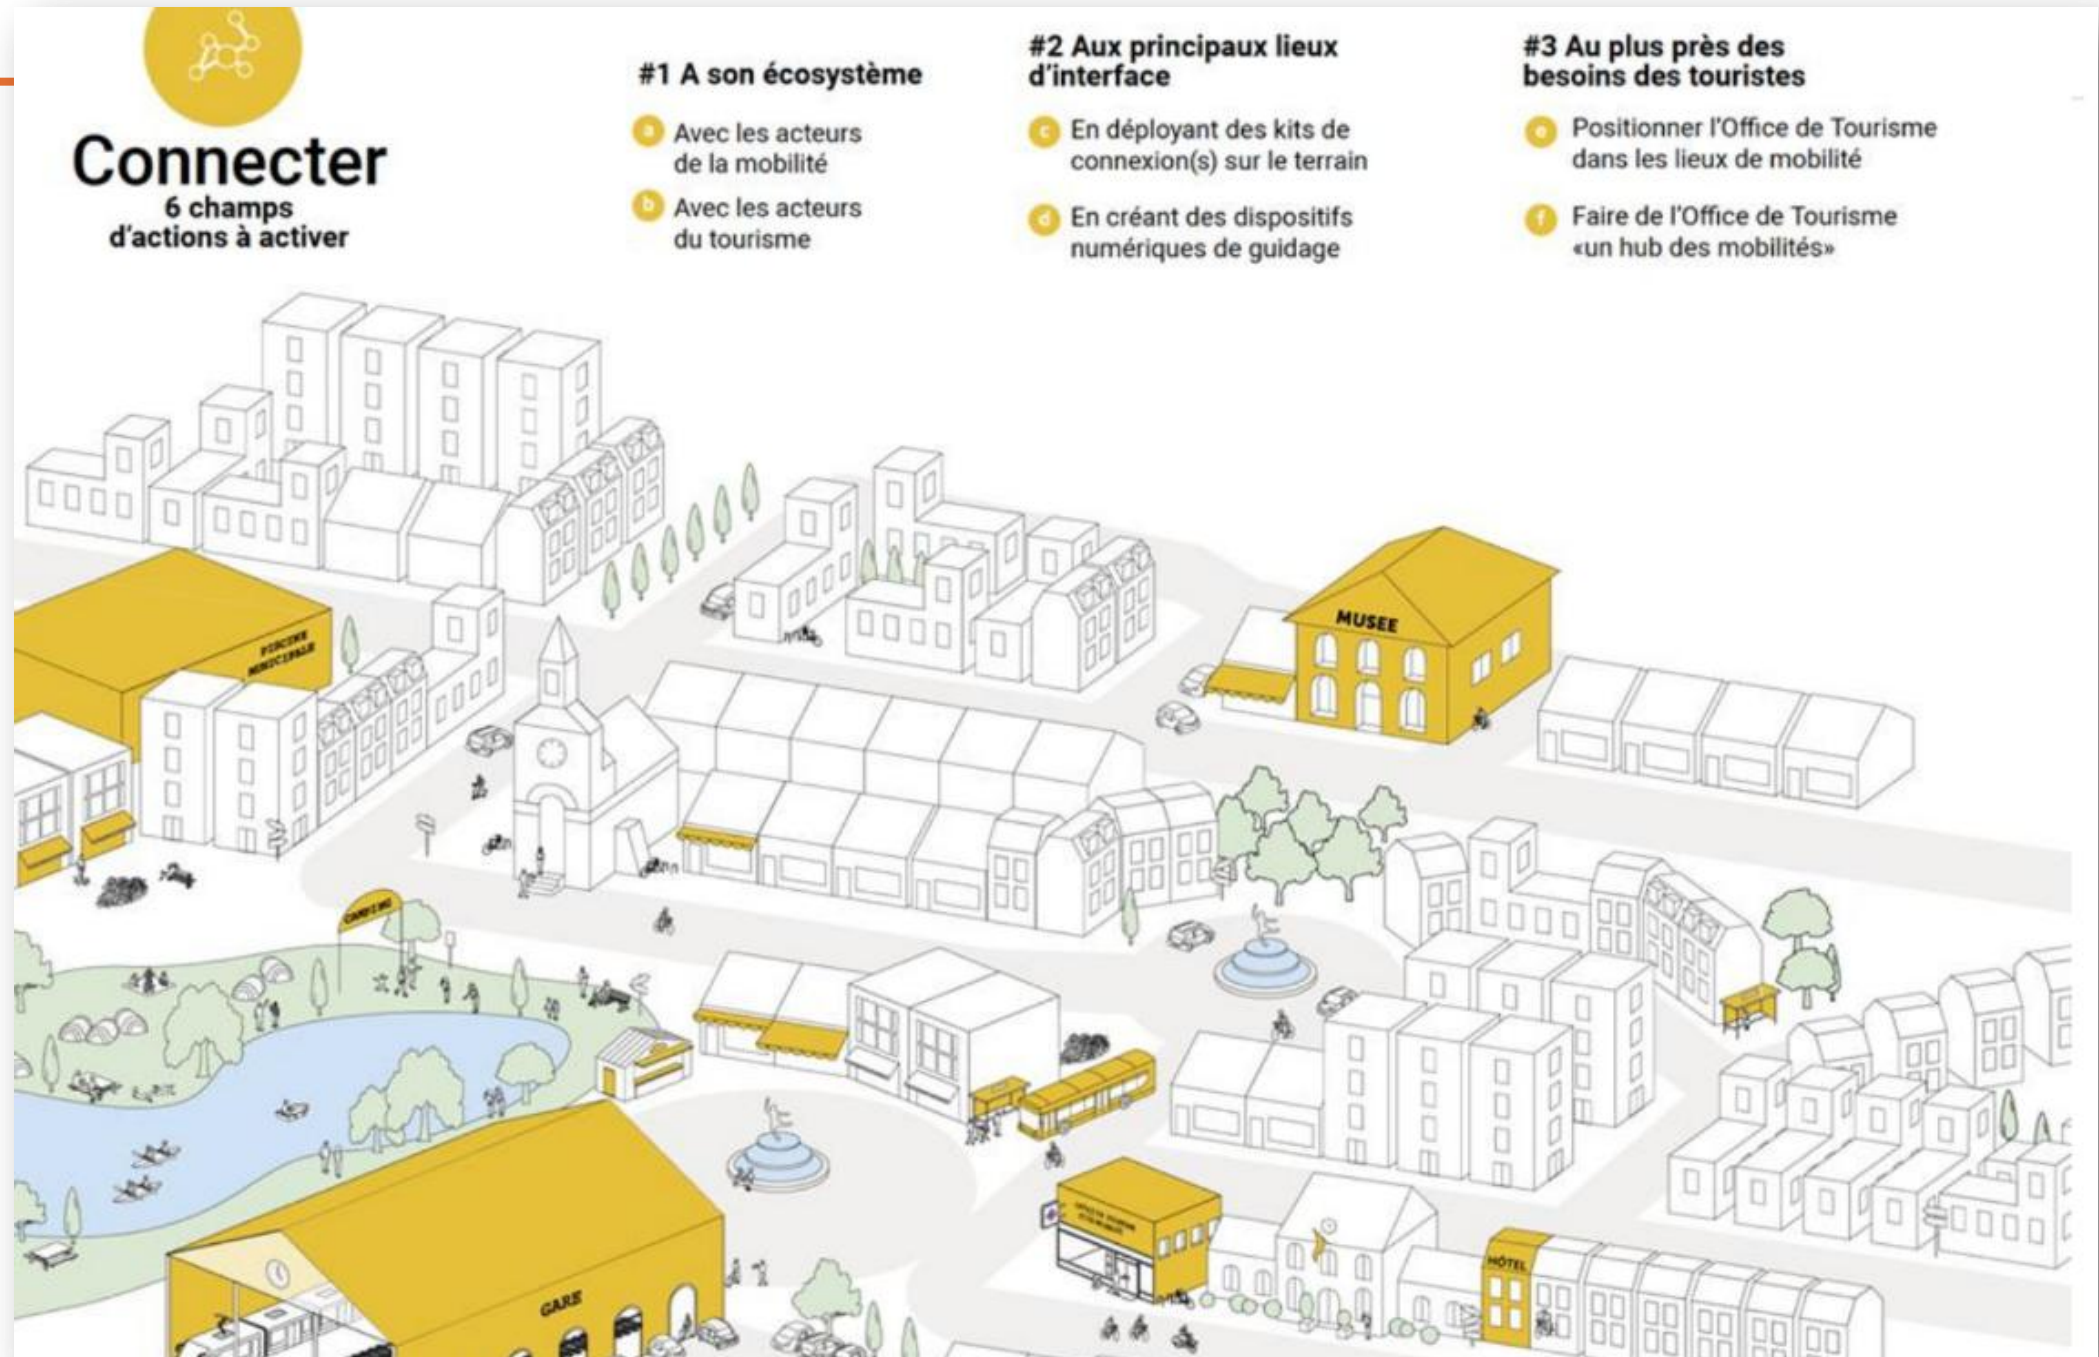 Connecter
6 champs
d'actions à activer
#1 A son écosystème
a Avec les acteurs
de la mobilité
b Avec les acteurs
du tourisme
#2 Aux principaux lieux
d'interface
c En déployant des kits de
connexion(s) sur le terrain
d En créant des dispositifs
numériques de guidage
#3 Au plus près des
besoins des touristes
e Positionner l'Office de Tourisme
dans les lieux de mobilité
f Faire de l'Office de Tourisme
«un hub des mobilités»
MUSEE
PISCINE
MUNICIPALE
CAMPING
GARE
HÔTEL